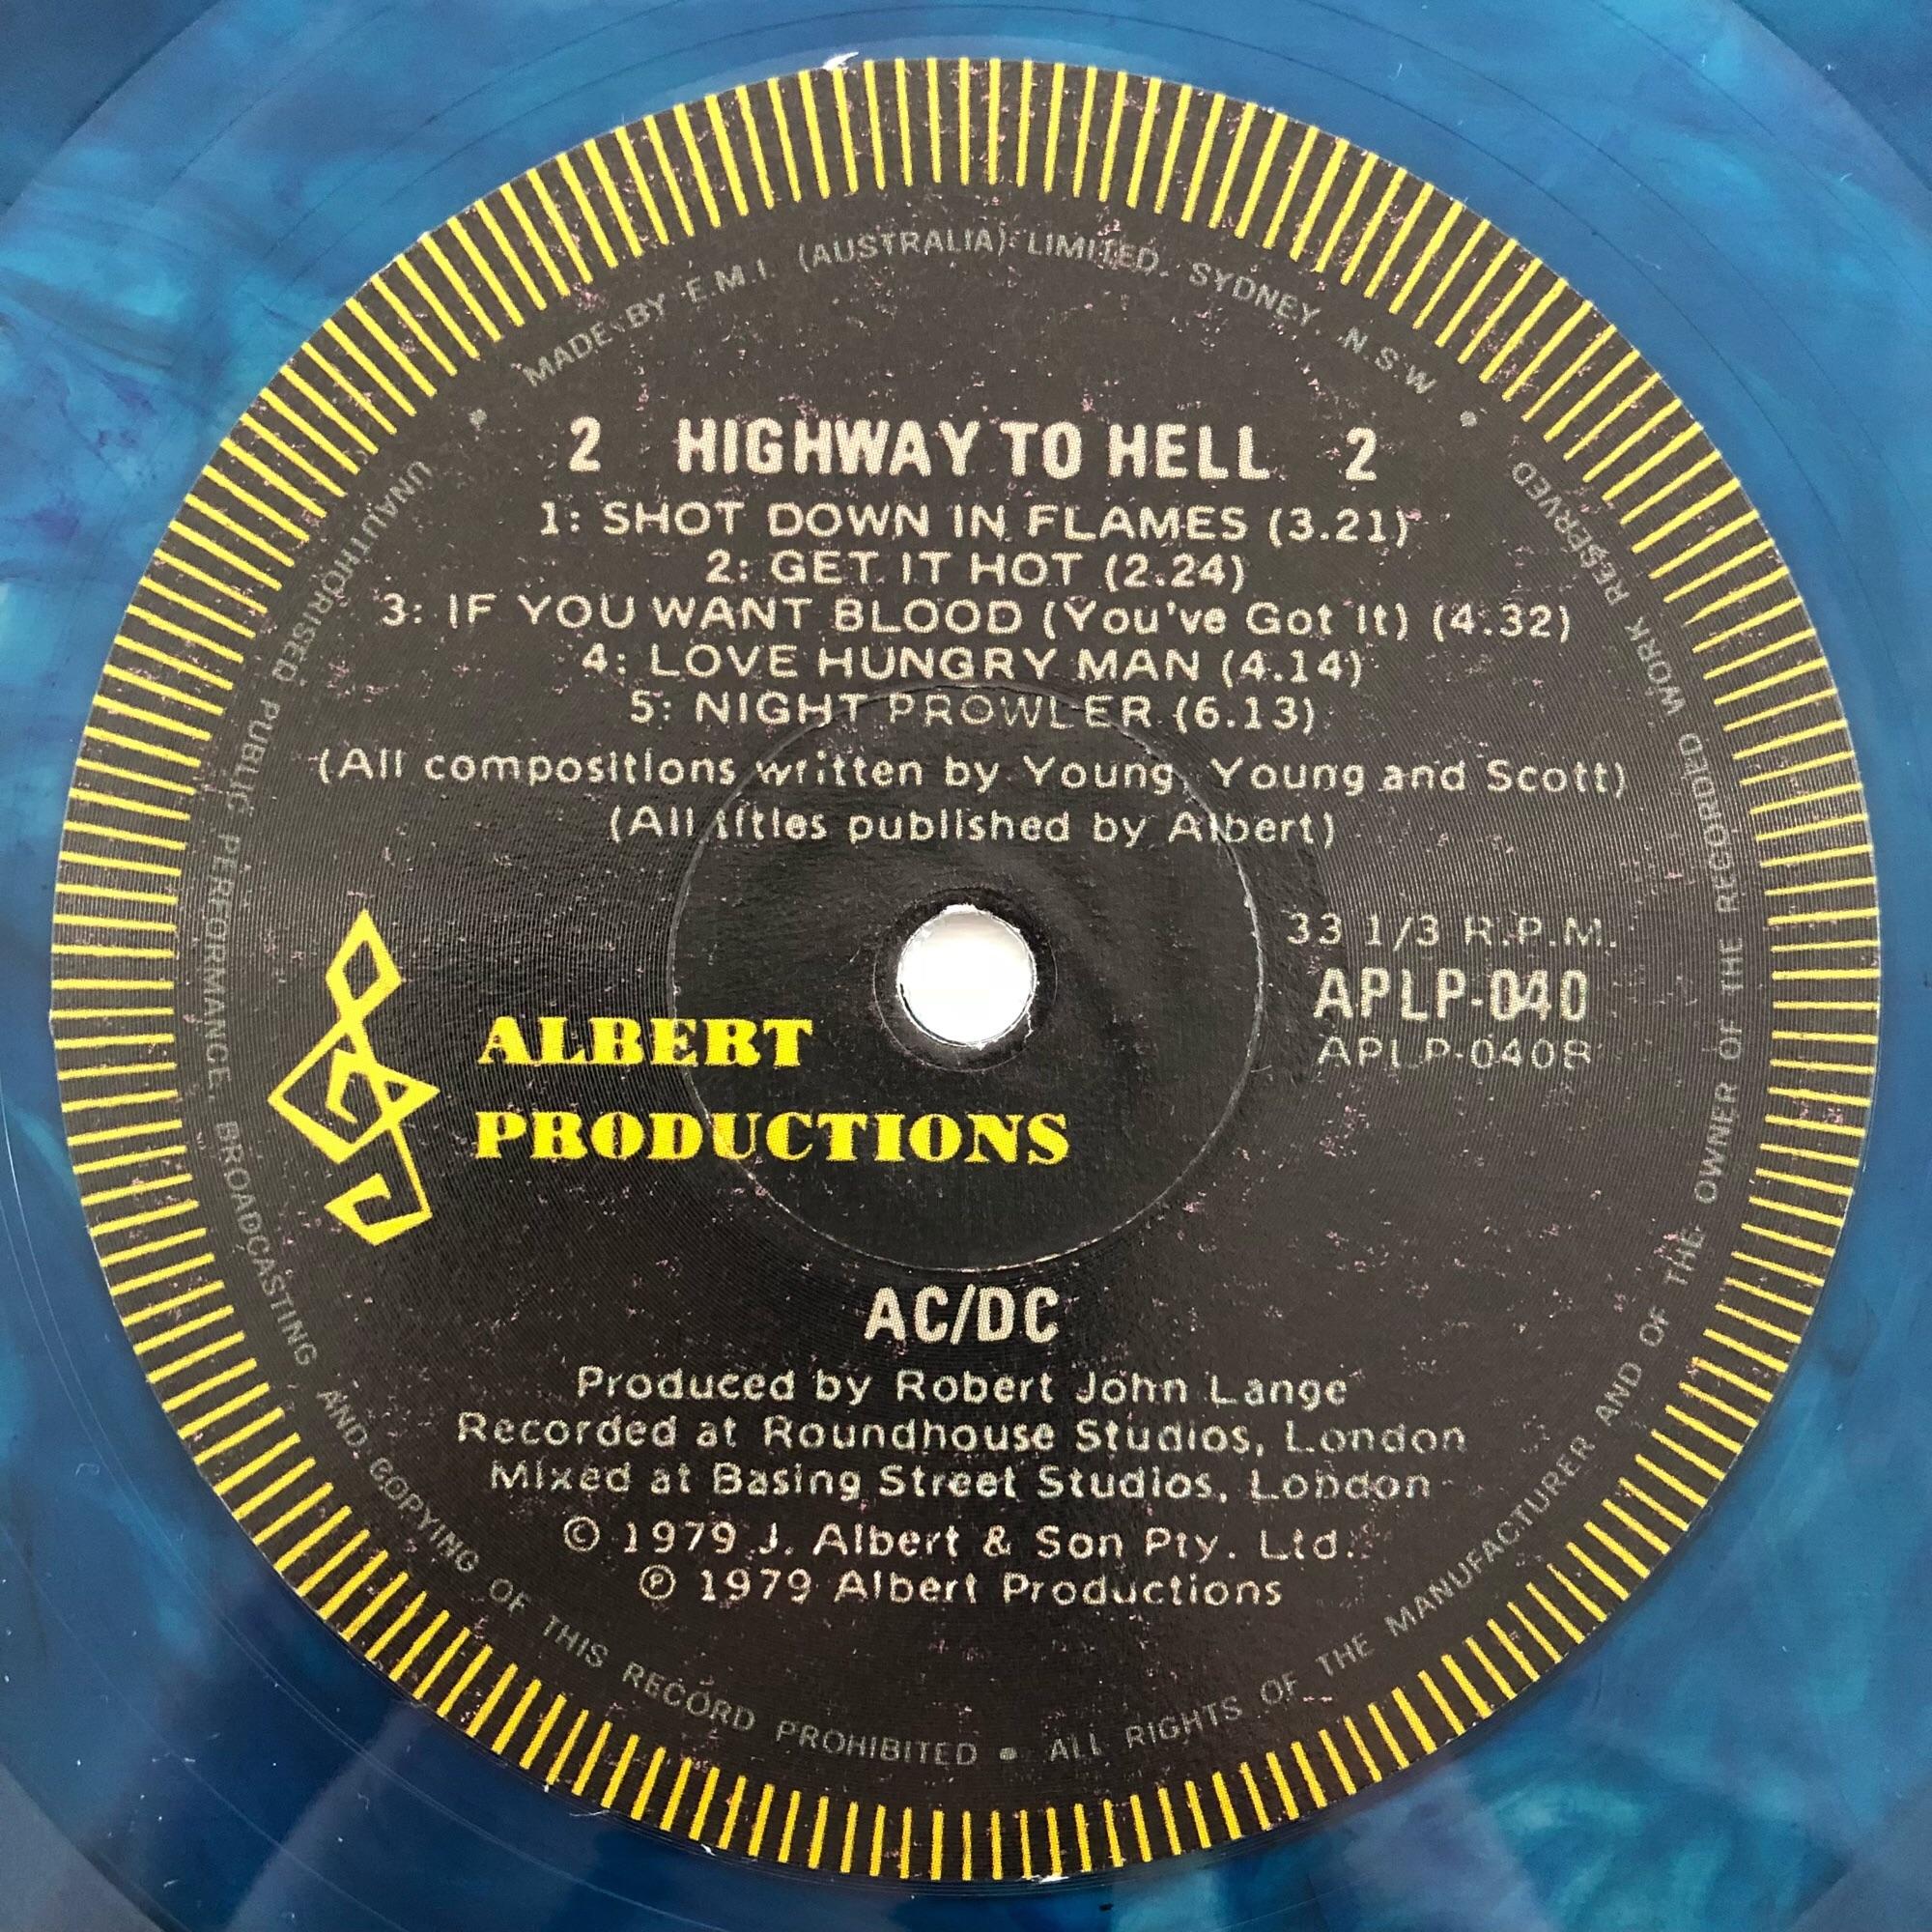 MADE BY E.M.I. (AUSTRALIA) LIMITED. SYDNEY. N.S.W •
2 HIGHWAY TO HELL 2
1: SHOT DOWN IN FLAMES (3.21)
2: GET IT HOT (2.24)
3: IF YOU WANT BLOOD (You've Got It) (4.32)
4: LOVE HUNGRY MAN (4.14)
5: NIGHT PROWLER (6.13)
(All compositions written by Young, Young and Scott)
(All titles published by Albert)
33 1/3 R.P.M.
APLP-040
APLP-040B
ALBERT
PRODUCTIONS
AC/DC
Produced by Robert John Lange
Recorded at Roundhouse Studios, London
Mixed at Basing Street Studios, London
© 1979 J. Albert & Son Pty. Ltd.
℗ 1979 Albert Productions
• UNAUTHORISED PUBLIC PERFORMANCE, BROADCASTING AND COPYING OF THIS RECORD PROHIBITED • ALL RIGHTS OF THE MANUFACTURER AND OF THE OWNER OF THE RECORDED WORK RESERVED